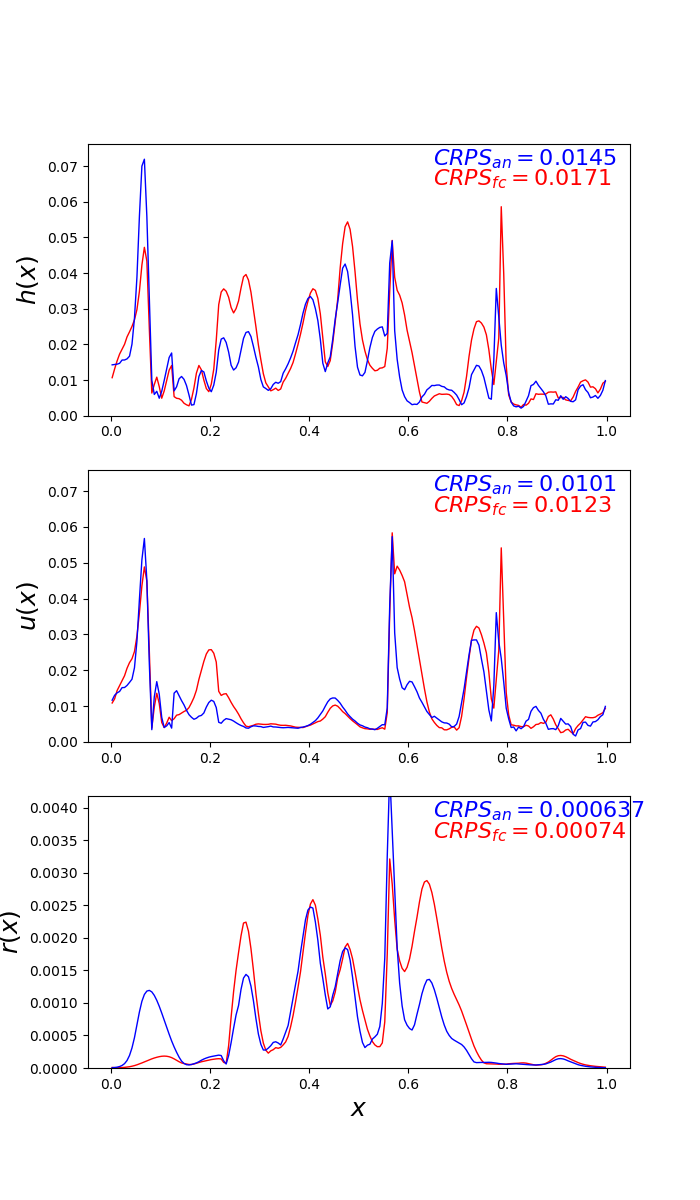 CRPS_an = 0.0145
CRPS_fc = 0.0171
h(x)
0.07
0.06
0.05
0.04
0.03
0.02
0.01
0.00
0.0 0.2 0.4 0.6 0.8 1.0
CRPS_an = 0.0101
CRPS_fc = 0.0123
u(x)
0.07
0.06
0.05
0.04
0.03
0.02
0.01
0.00
0.0 0.2 0.4 0.6 0.8 1.0
CRPS_an = 0.000637
CRPS_fc = 0.00074
r(x)
0.0040
0.0035
0.0030
0.0025
0.0020
0.0015
0.0010
0.0005
0.0000
0.0 0.2 0.4 0.6 0.8 1.0
x